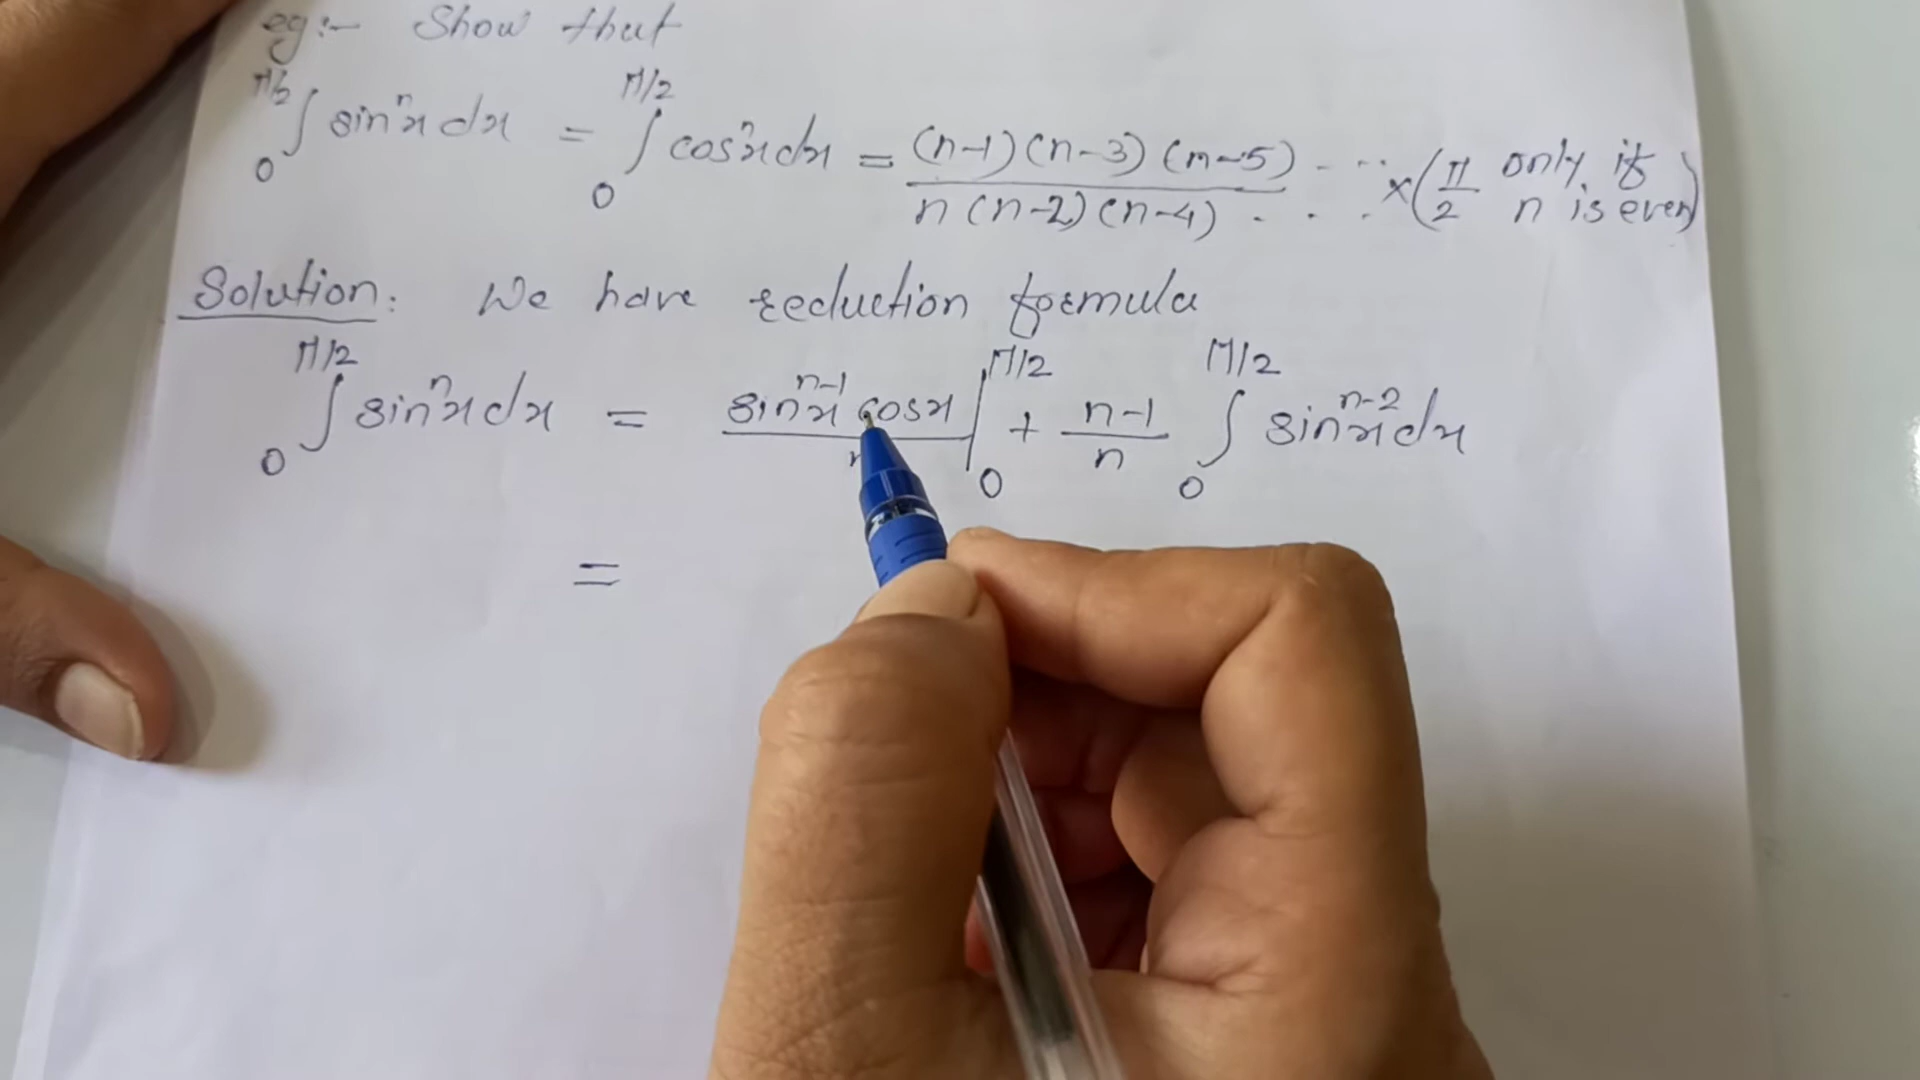 eg:- Show that
∫₀^{π/2} sinⁿx dx = ∫₀^{π/2} cosⁿx dx = (n-1)(n-3)(n-5) ..... / n(n-2)(n-4) . . . . × (π/2 only if n is even)
Solution: We have reduction formula
∫₀^{π/2} sinⁿx dx = sinⁿ⁻¹x cosx / n |₀^{π/2} + n-1/n ∫₀^{π/2} sinⁿ⁻²x dx
=